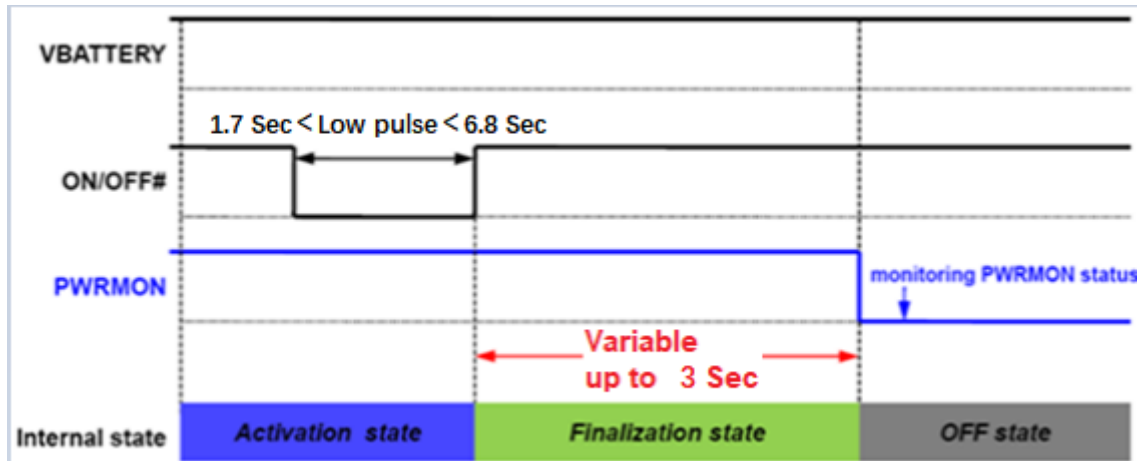 VBATTERY
1.7 Sec < Low pulse < 6.8 Sec
ON/OFF#
PWRMON
monitoring PWRMON status
Variable
up to 3 Sec
Internal state
Activation state
Finalization state
OFF state